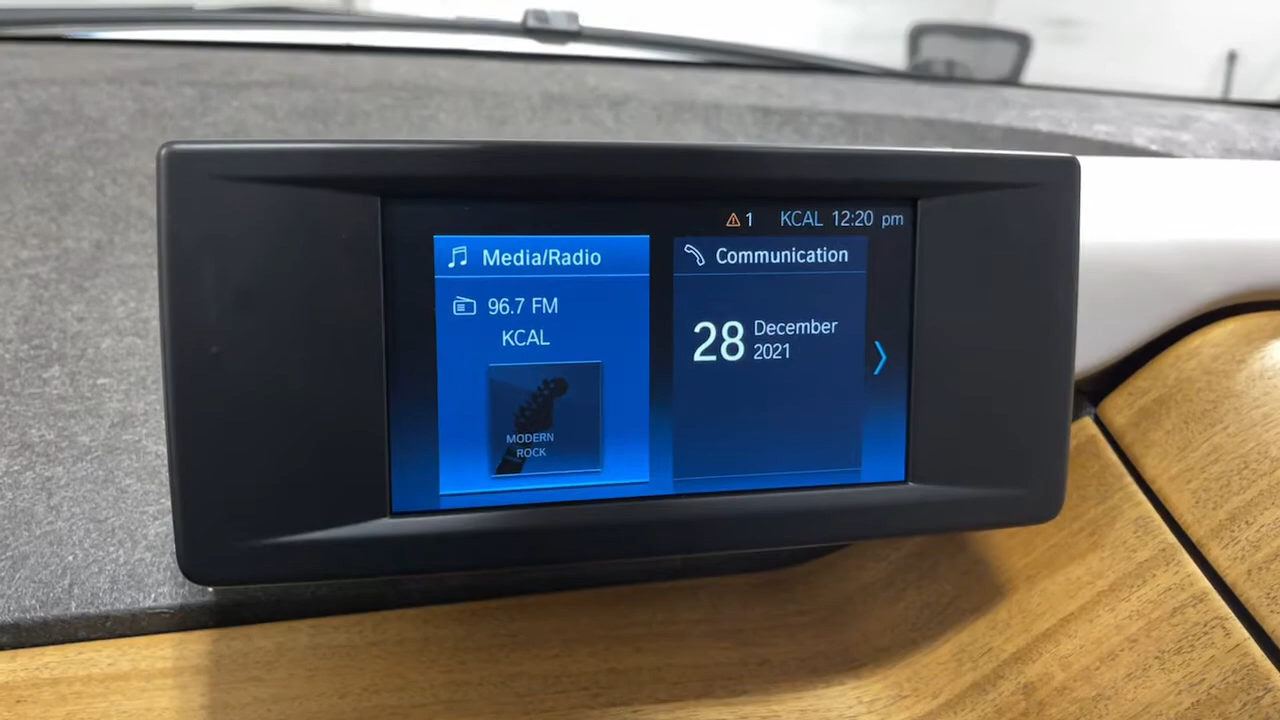 1 KCAL 12:20 pm
Media/Radio
96.7 FM
KCAL
MODERN
ROCK
Communication
28 December
2021